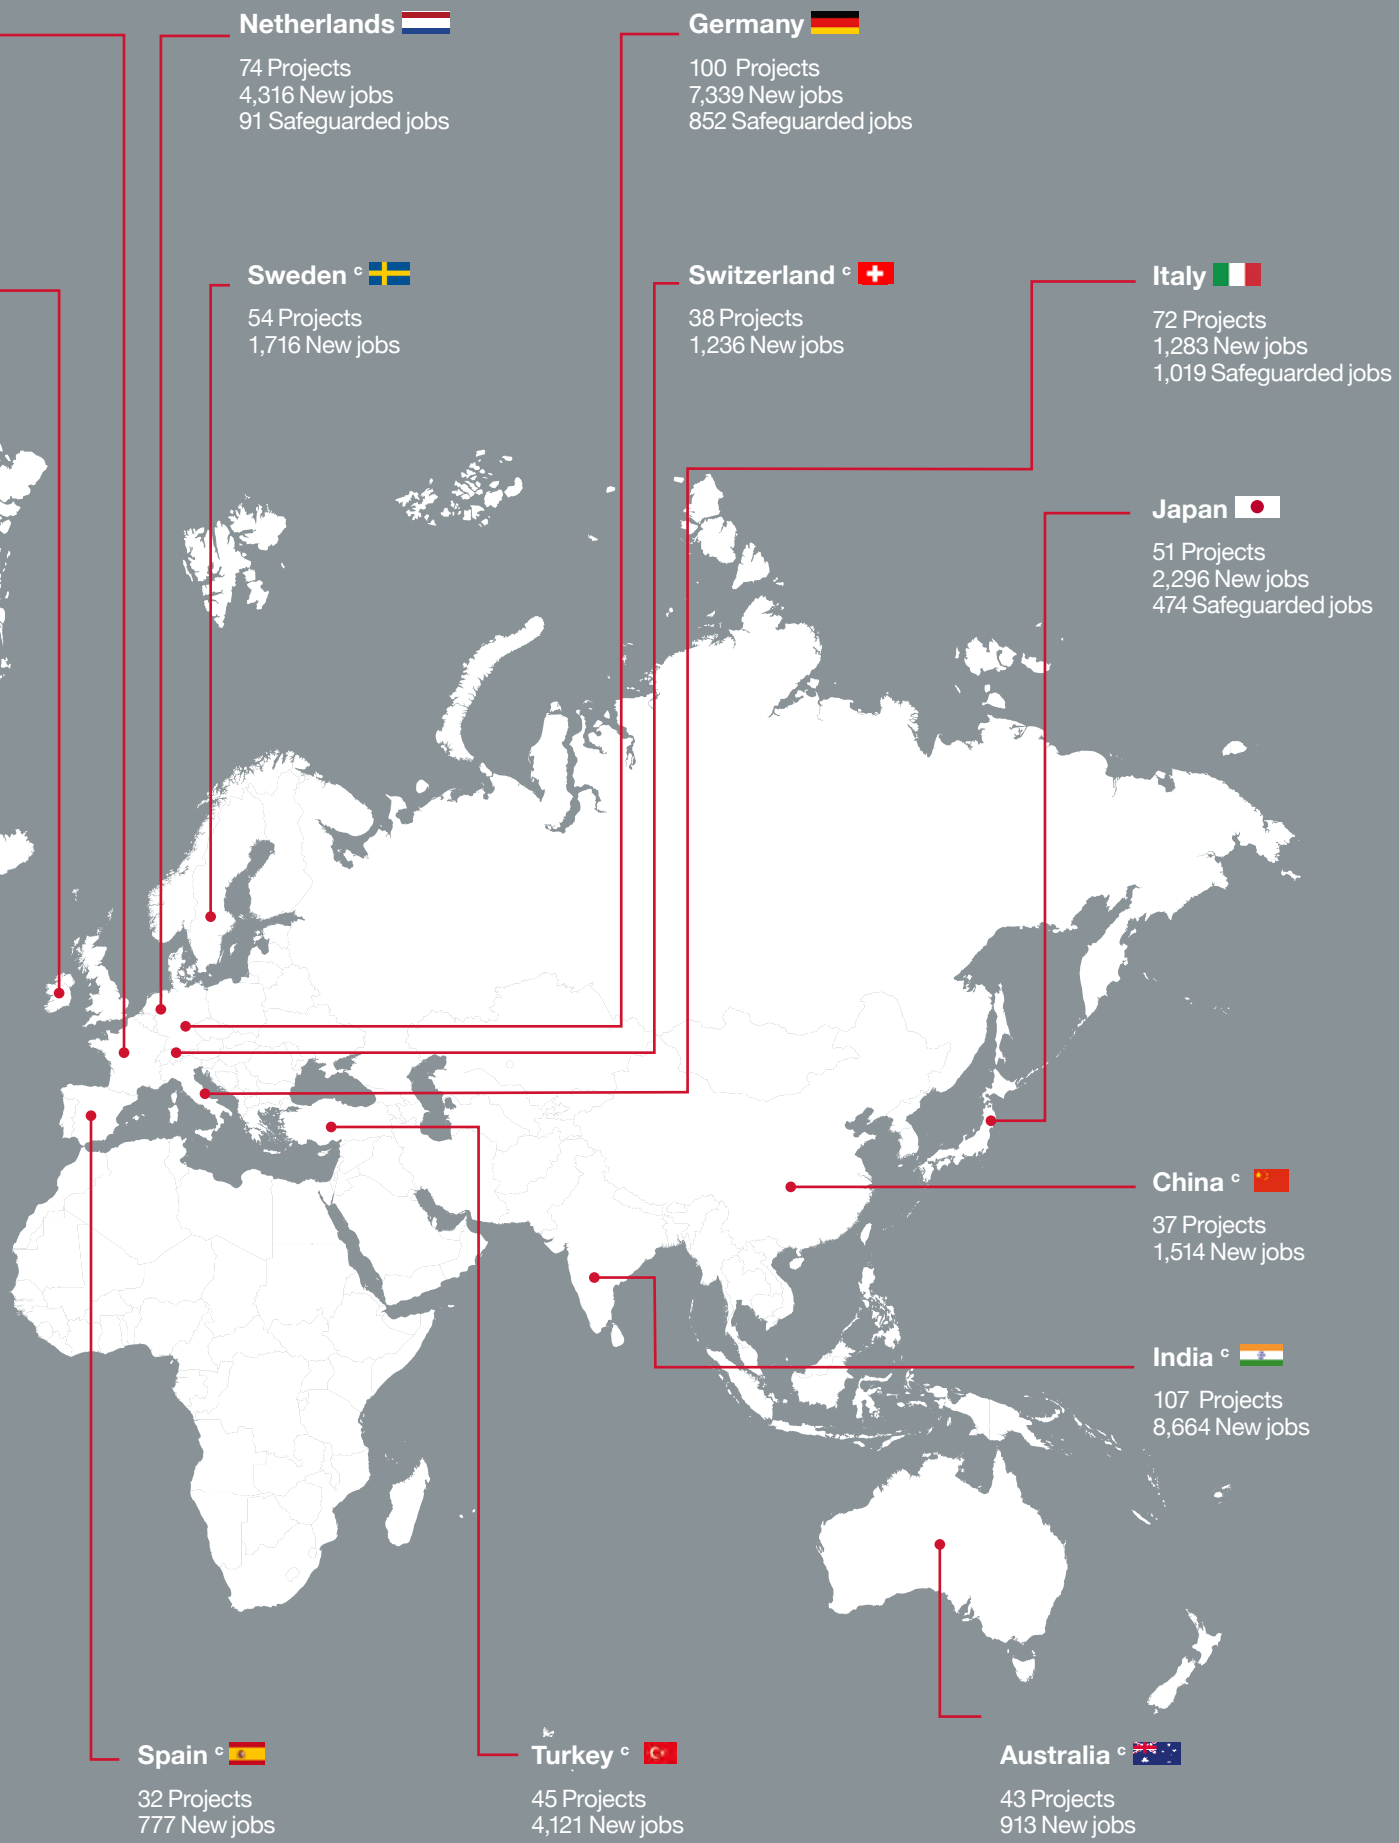 Netherlands
74 Projects
4,316 New jobs
91 Safeguarded jobs
Germany
100 Projects
7,339 New jobs
852 Safeguarded jobs
Sweden c
54 Projects
1,716 New jobs
Switzerland c
38 Projects
1,236 New jobs
Italy
72 Projects
1,283 New jobs
1,019 Safeguarded jobs
Japan
51 Projects
2,296 New jobs
474 Safeguarded jobs
China c
37 Projects
1,514 New jobs
India c
107 Projects
8,664 New jobs
Spain c
32 Projects
777 New jobs
Turkey c
45 Projects
4,121 New jobs
Australia c
43 Projects
913 New jobs